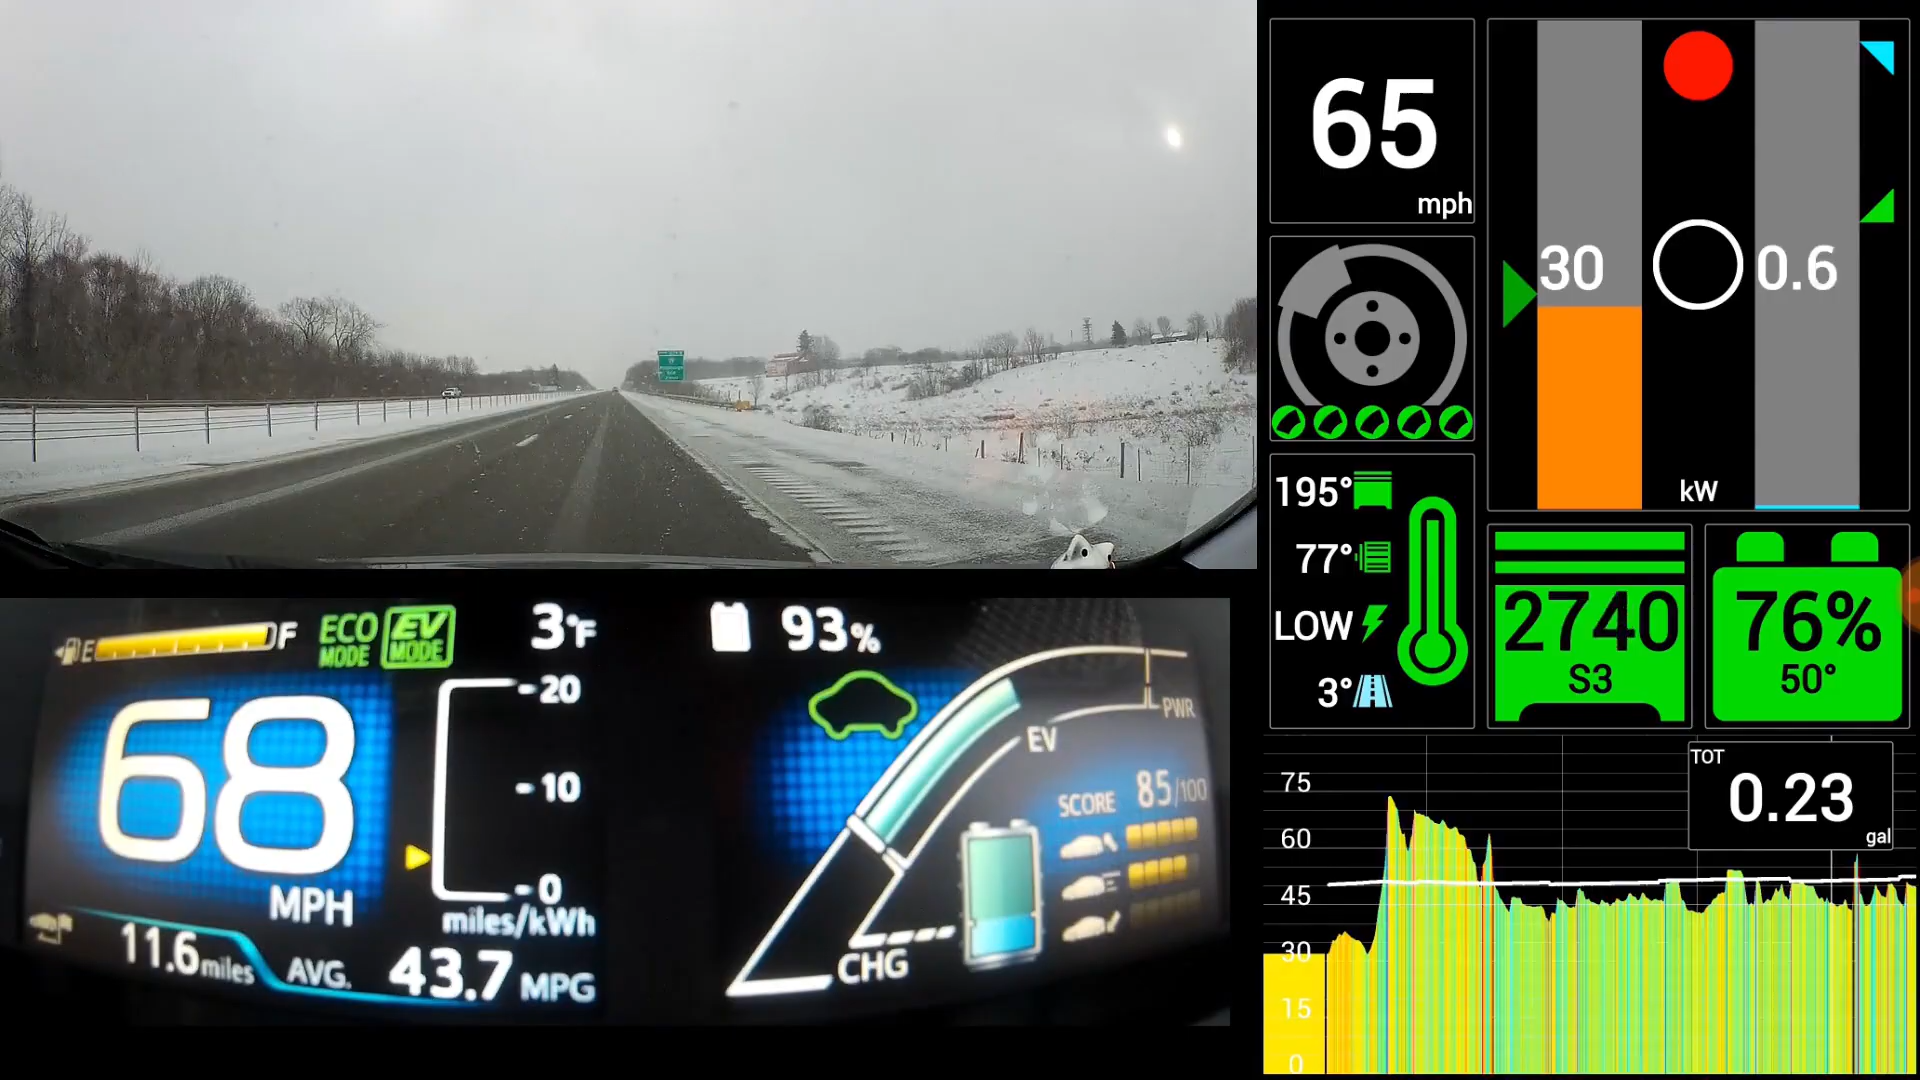 E F
ECO
MODE
EV
MODE
3°F
93%
68
MPH
20
10
0
miles/kWh
11.6 miles
AVG. 43.7 MPG
PWR
EV
SCORE 85/100
CHG
65
mph
30
0.6
kW
195°
77°
LOW
3°
2740
S3
76%
50°
TOT
0.23
gal
75
60
45
30
15
0